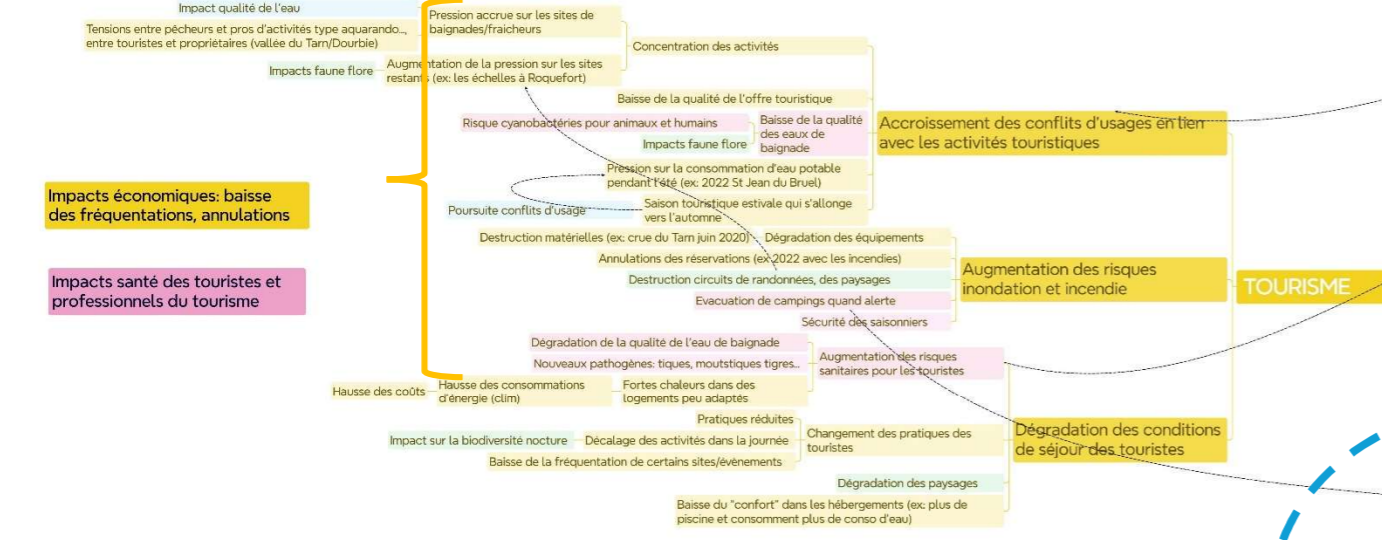 Impact qualité de l'eau
Tensions entre pêcheurs et pros d'activités type aquarando...,
entre touristes et propriétaires (vallée du Tarn/Dourbie)
Pression accrue sur les sites de
baignades/fraicheurs
Impacts faune flore
Augmentation de la pression sur les sites
restants (ex: les échelles à Roquefort)
Concentration des activités
Baisse de la qualité de l'offre touristique
Risque cyanobactéries pour animaux et humains
Impacts faune flore
Baisse de la qualité
des eaux de
baignade
Pression sur la consommation d'eau potable
pendant l'été (ex: 2022 St Jean du Bruel)
Poursuite conflits d'usage
Saison touristique estivale qui s'allonge
vers l'automne
Accroissement des conflits d'usages en lien
avec les activités touristiques
Impacts économiques: baisse
des fréquentations, annulations
Impacts santé des touristes et
professionnels du tourisme
Destruction matérielles (ex: crue du Tarn juin 2020)
Dégradation des équipements
Annulations des réservations (ex 2022 avec les incendies)
Destruction circuits de randonnées, des paysages
Evacuation de campings quand alerte
Sécurité des saisonniers
Augmentation des risques
inondation et incendie
TOURISME
Dégradation de la qualité de l'eau de baignade
Nouveaux pathogènes: tiques, moutstiques tigres...
Hausse des coûts
Hausse des consommations
d'énergie (clim)
Fortes chaleurs dans des
logements peu adaptés
Augmentation des risques
sanitaires pour les touristes
Pratiques réduites
Impact sur la biodiversité nocture
Décalage des activités dans la journée
Baisse de la fréquentation de certains sites/évènements
Changement des pratiques des
touristes
Dégradation des paysages
Baisse du "confort" dans les hébergements (ex: plus de
piscine et consomment plus de conso d'eau)
Dégradation des conditions
de séjour des touristes